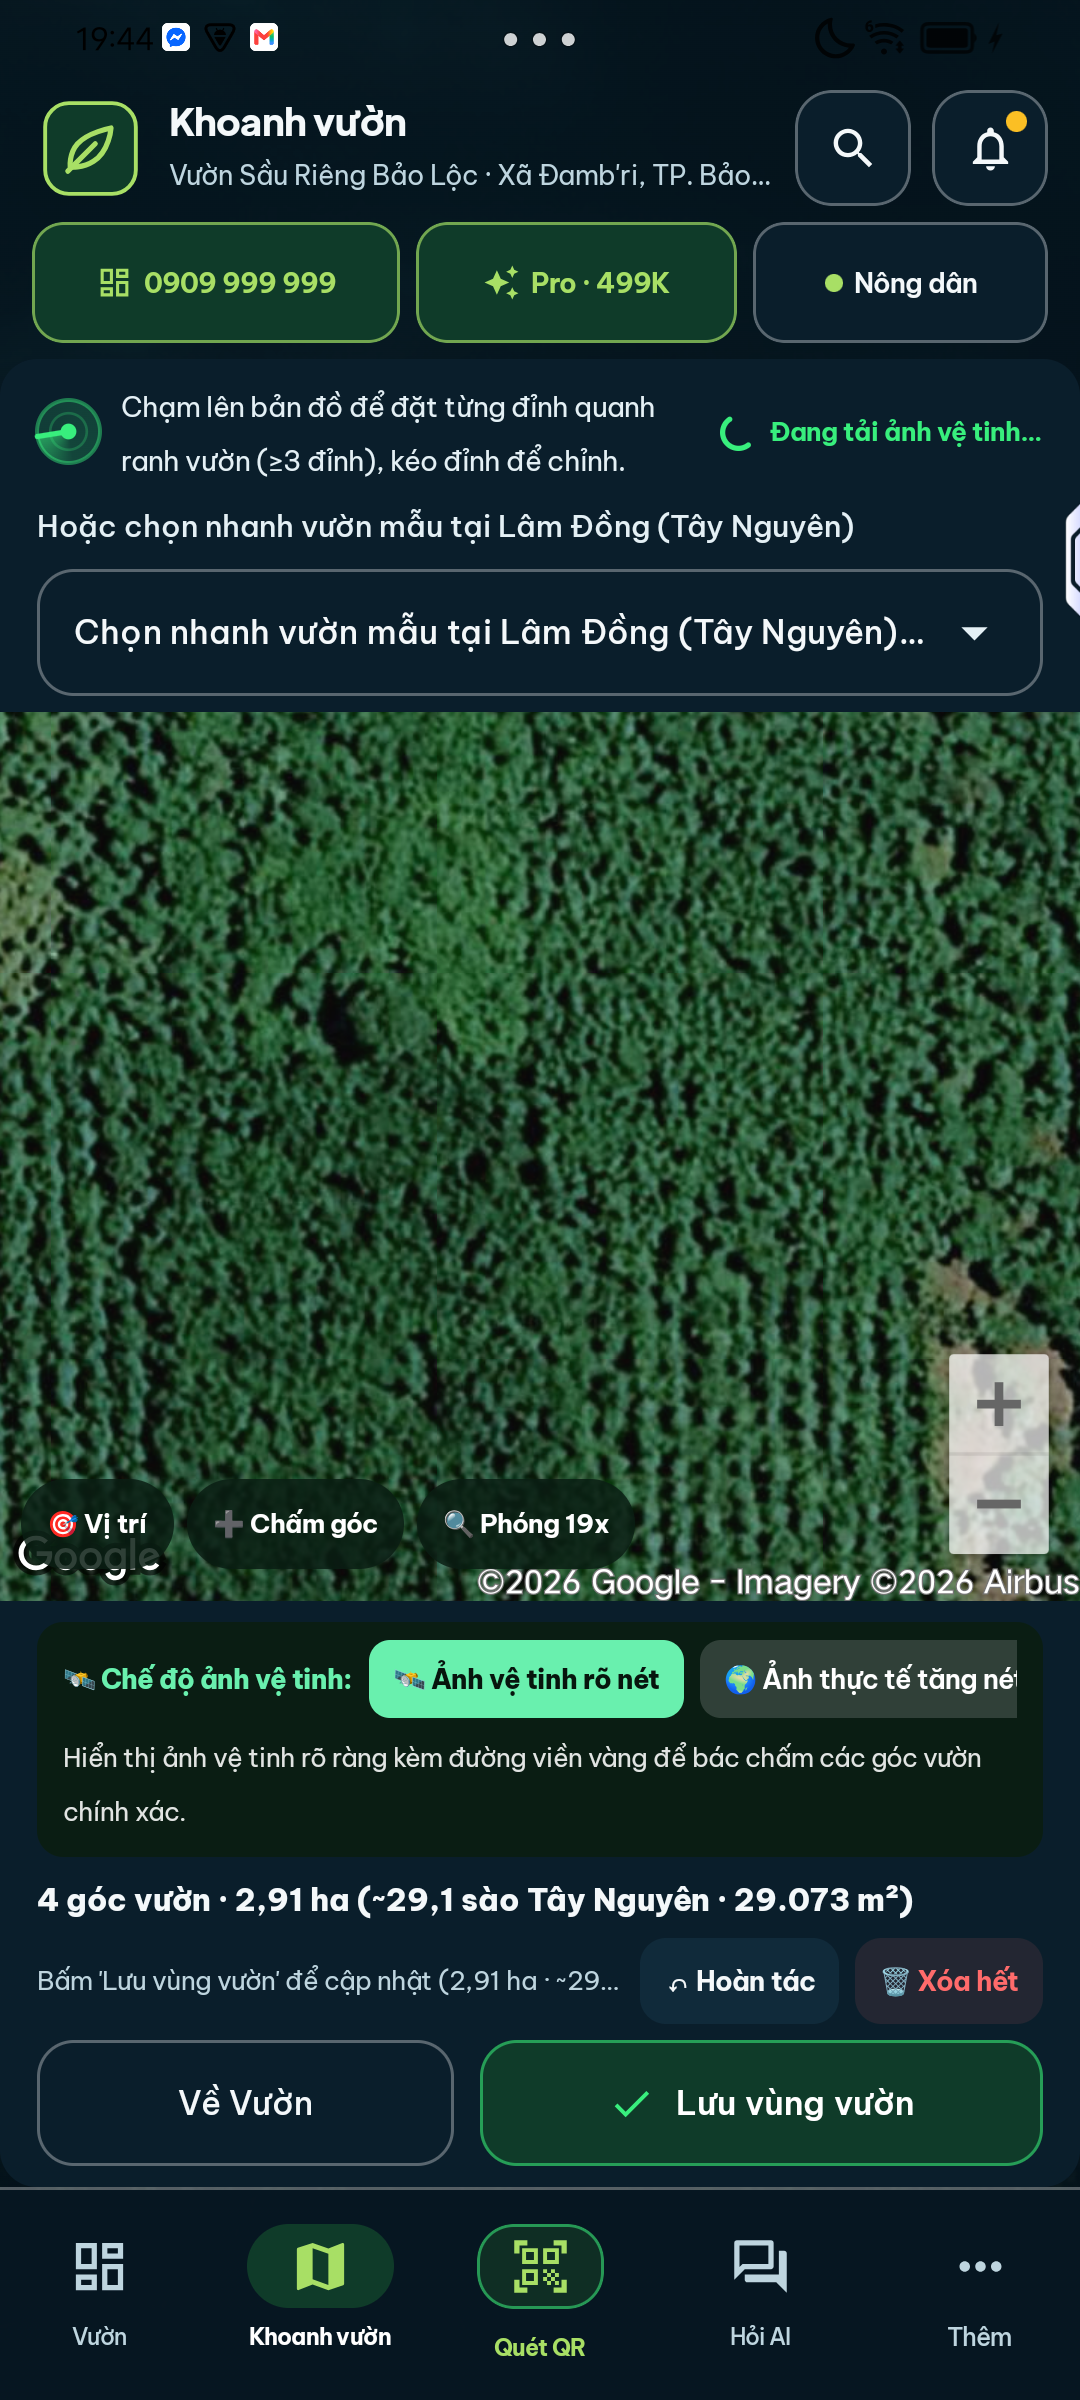 19:44
Khoanh vườn
Vườn Sầu Riêng Bảo Lộc · Xã Đamb'ri, TP. Bảo...
0909 999 999
Pro · 499K
Nông dân
Chạm lên bản đồ để đặt từng đỉnh quanh
ranh vườn (≥3 đỉnh), kéo đỉnh để chỉnh.
Đang tải ảnh vệ tinh...
Hoặc chọn nhanh vườn mẫu tại Lâm Đồng (Tây Nguyên)
Chọn nhanh vườn mẫu tại Lâm Đồng (Tây Nguyên)...
Vị trí
Chấm góc
Phóng 19x
Google
©2026 Google - Imagery ©2026 Airbus
Chế độ ảnh vệ tinh:
Ảnh vệ tinh rõ nét
Ảnh thực tế tăng nét
Hiển thị ảnh vệ tinh rõ ràng kèm đường viền vàng để bác chấm các góc vườn
chính xác.
4 góc vườn · 2,91 ha (~29,1 sào Tây Nguyên · 29.073 m²)
Bấm 'Lưu vùng vườn' để cập nhật (2,91 ha · ~29...
Hoàn tác
Xóa hết
Về Vườn
Lưu vùng vườn
Vườn
Khoanh vườn
Quét QR
Hỏi AI
Thêm